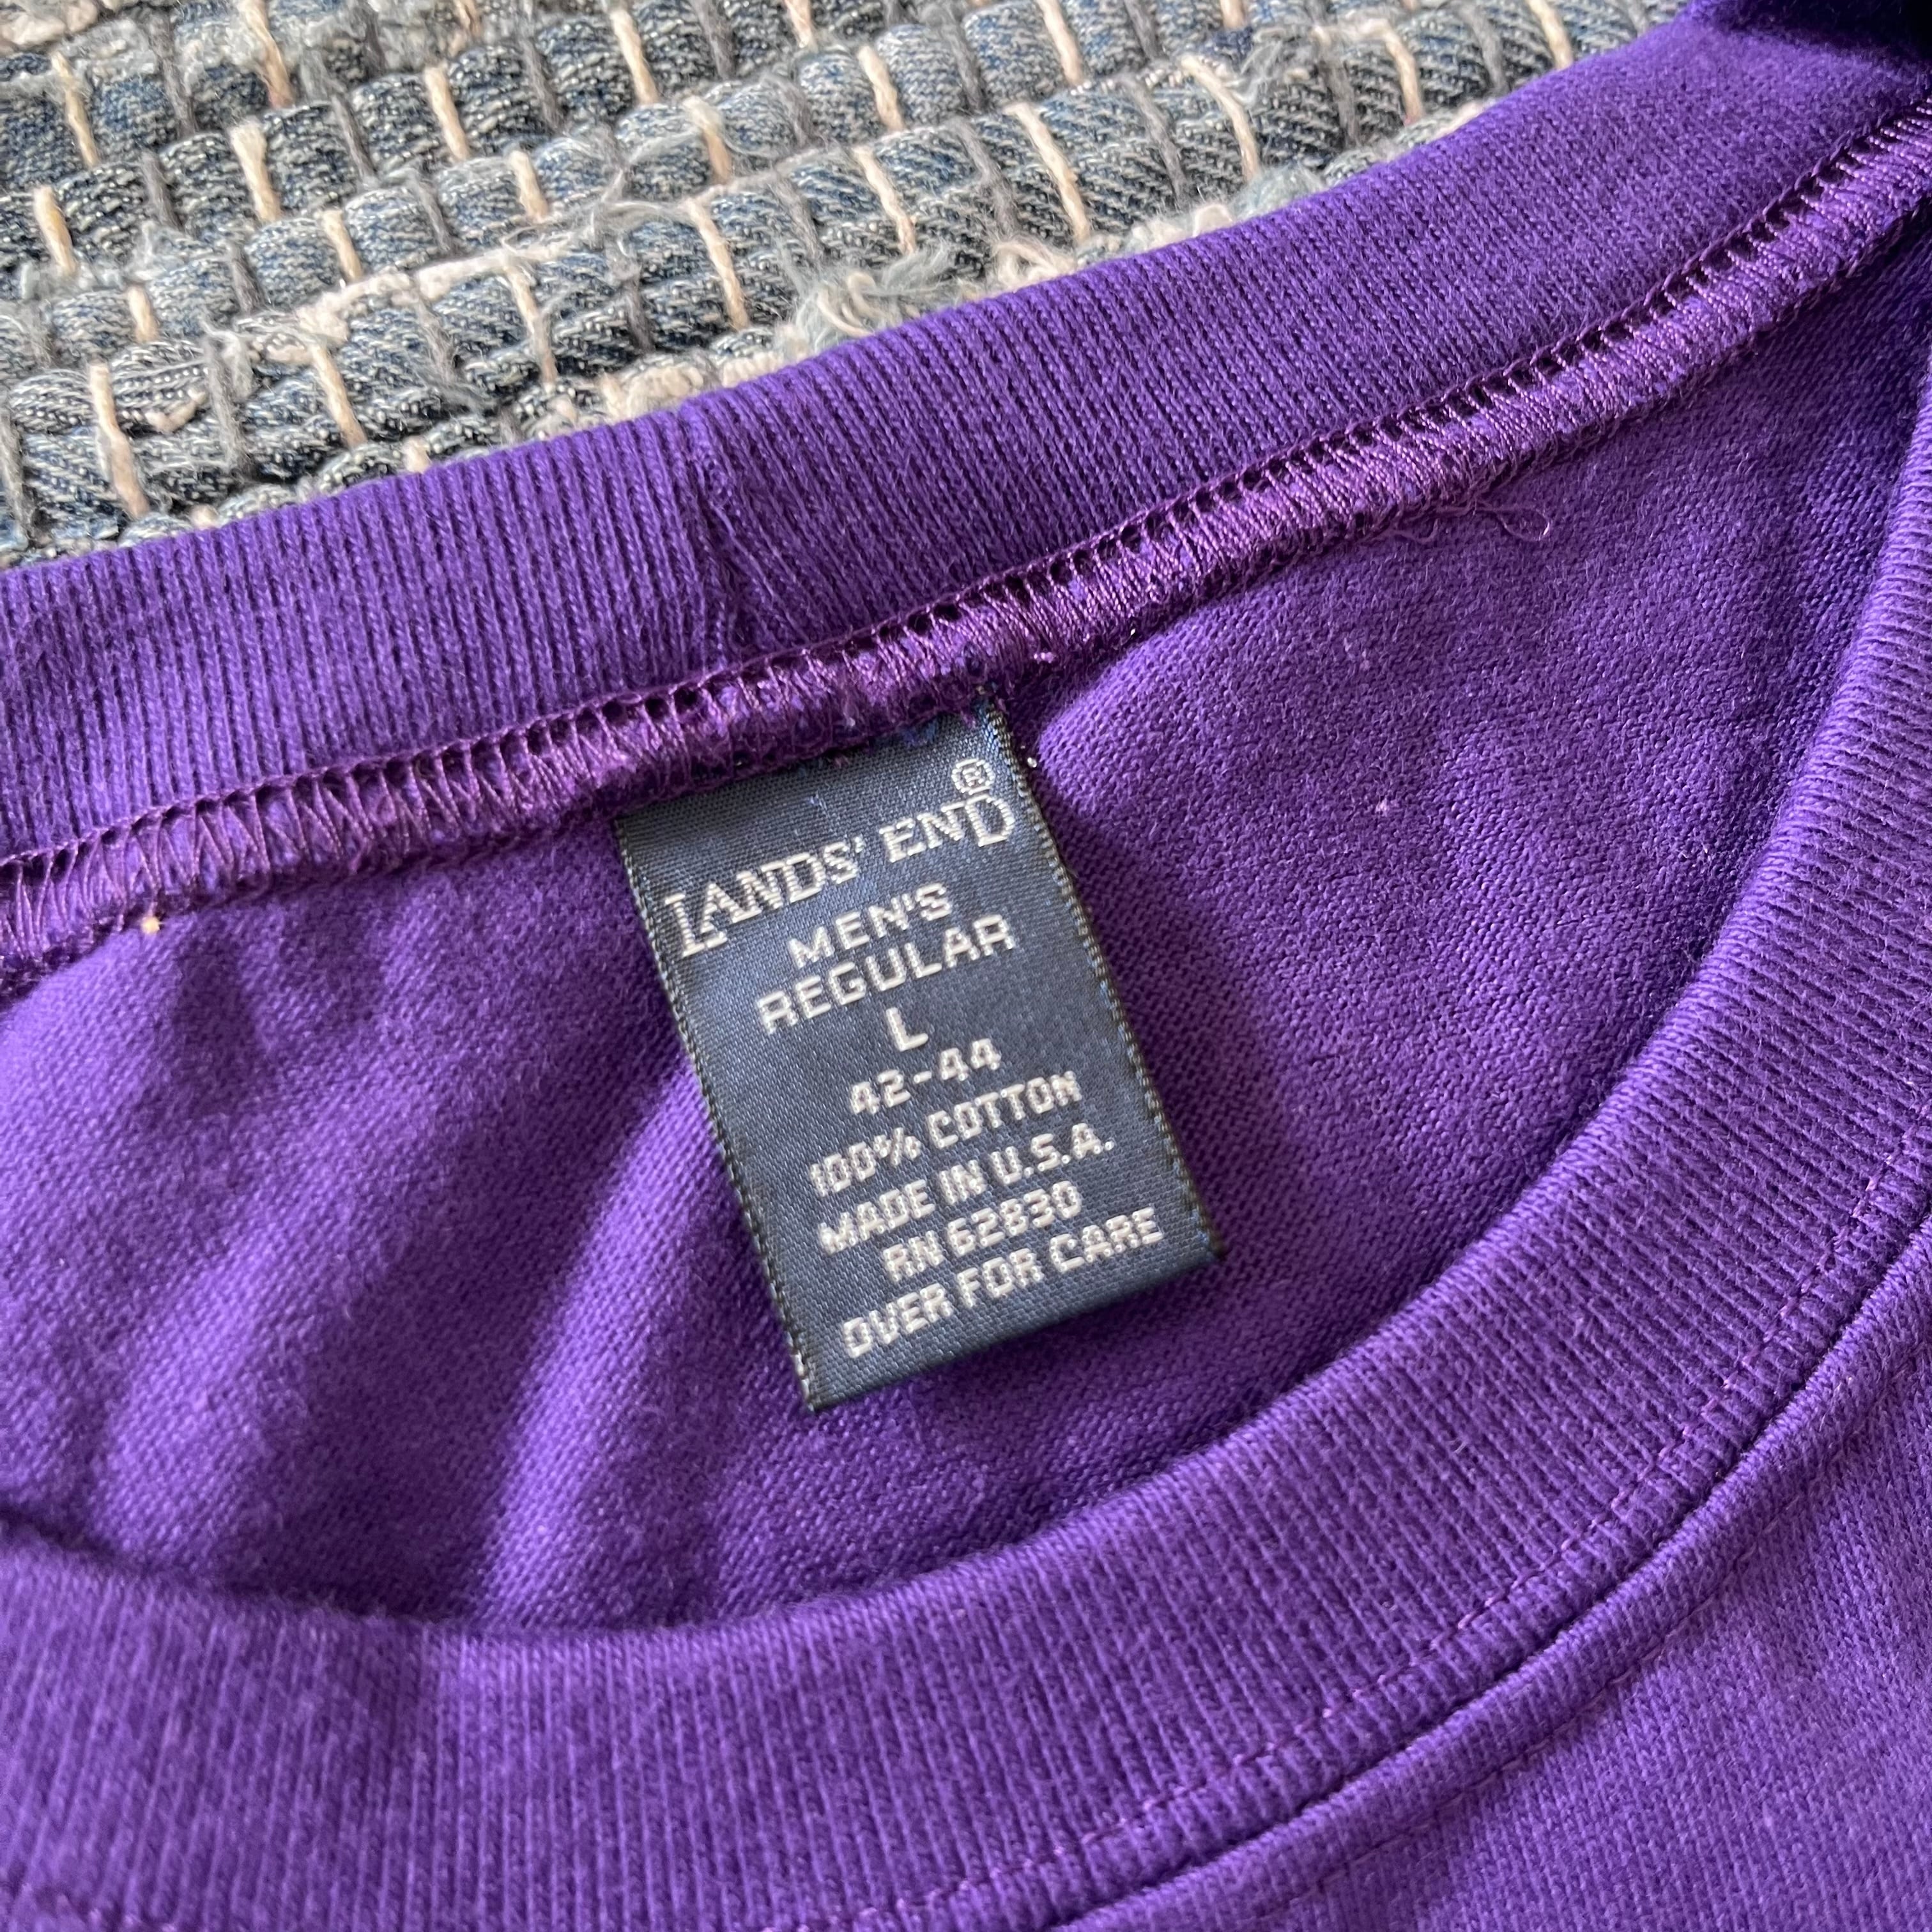 LANDS' END®
MEN'S
REGULAR
L
42-44
100% COTTON
MADE IN U.S.A.
RN 62830
OVER FOR CARE